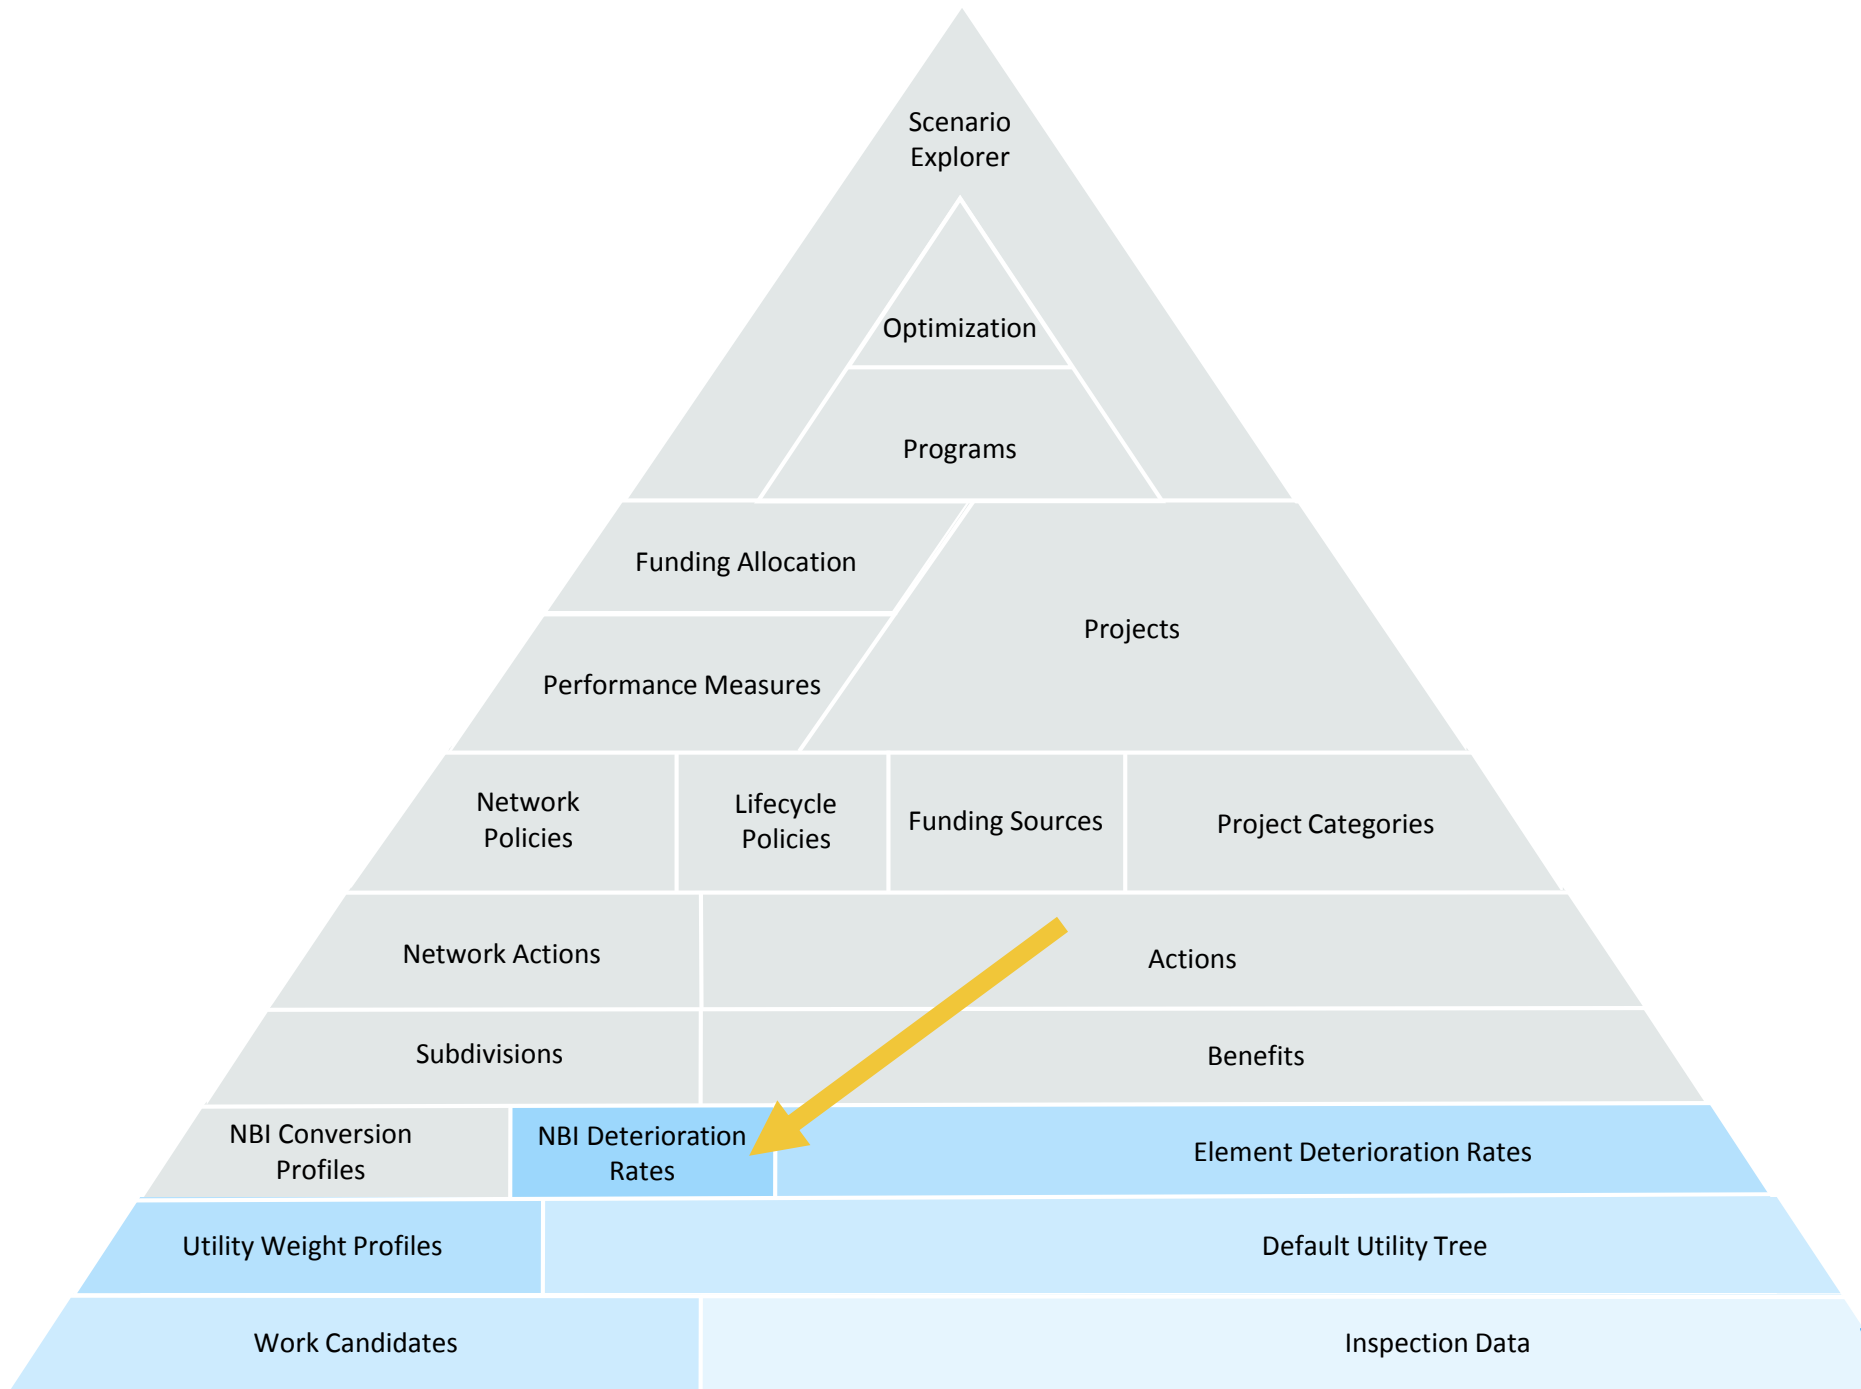 Scenario
Explorer
Optimization
Programs
Funding Allocation
Projects
Performance Measures
Network
Policies
Lifecycle
Policies
Funding Sources
Project Categories
Network Actions
Actions
Subdivisions
Benefits
NBI Conversion
Profiles
NBI Deterioration
Rates
Element Deterioration Rates
Utility Weight Profiles
Default Utility Tree
Work Candidates
Inspection Data